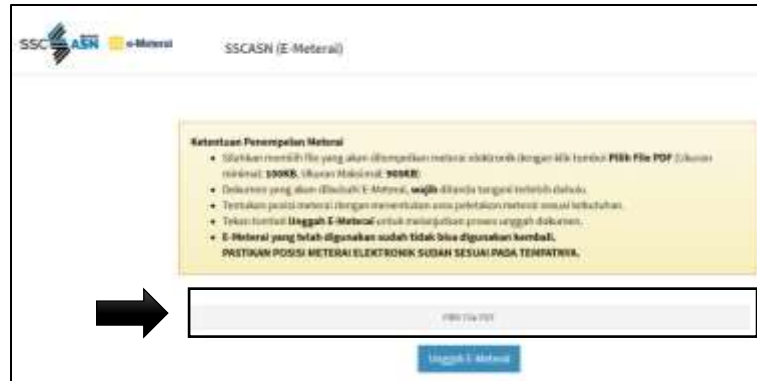 SSCASN e-Meterai
SSCASN (E-Meterai)
Ketentuan Penempelan Meterai
Silahkan memilih file yang akan ditempelkan meterai elektronik dengan klik tombol Pilih File PDF (Ukuran
minimal 100KB, Ukuran Maksimal 900KB)
Dokumen yang akan dibubuhi E-Meterai, wajib ditanda tangani terlebih dahulu.
Tentukan posisi meterai dengan menentukan area peletakan meterai sesuai kebutuhan.
Tekan tombol Unggah E-Meterai untuk melanjutkan proses unggah dokumen.
E-Meterai yang telah digunakan sudah tidak bisa digunakan kembali.
PASTIKAN POSISI METERAI ELEKTRONIK SUDAH SESUAI PADA TEMPATNYA.
Pilih File PDF
Unggah E-Meterai